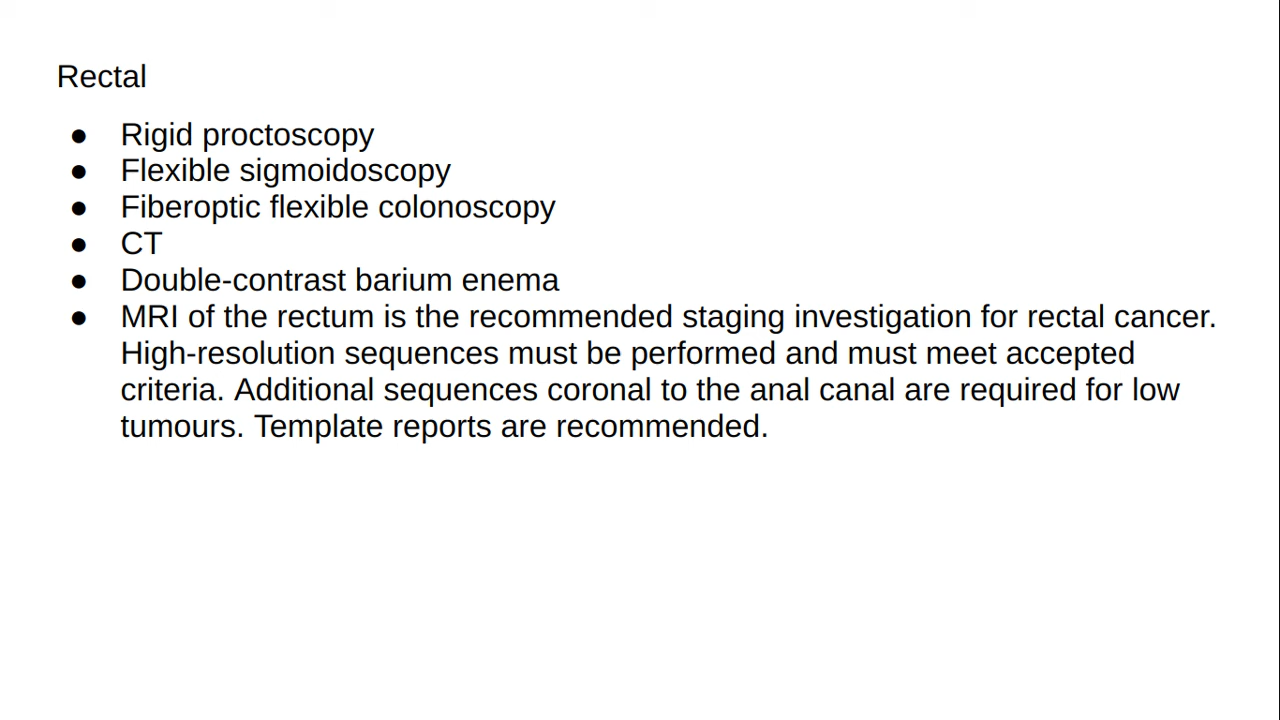 Rectal
● Rigid proctoscopy
● Flexible sigmoidoscopy
● Fiberoptic flexible colonoscopy
● CT
● Double-contrast barium enema
● MRI of the rectum is the recommended staging investigation for rectal cancer.
High-resolution sequences must be performed and must meet accepted
criteria. Additional sequences coronal to the anal canal are required for low
tumours. Template reports are recommended.